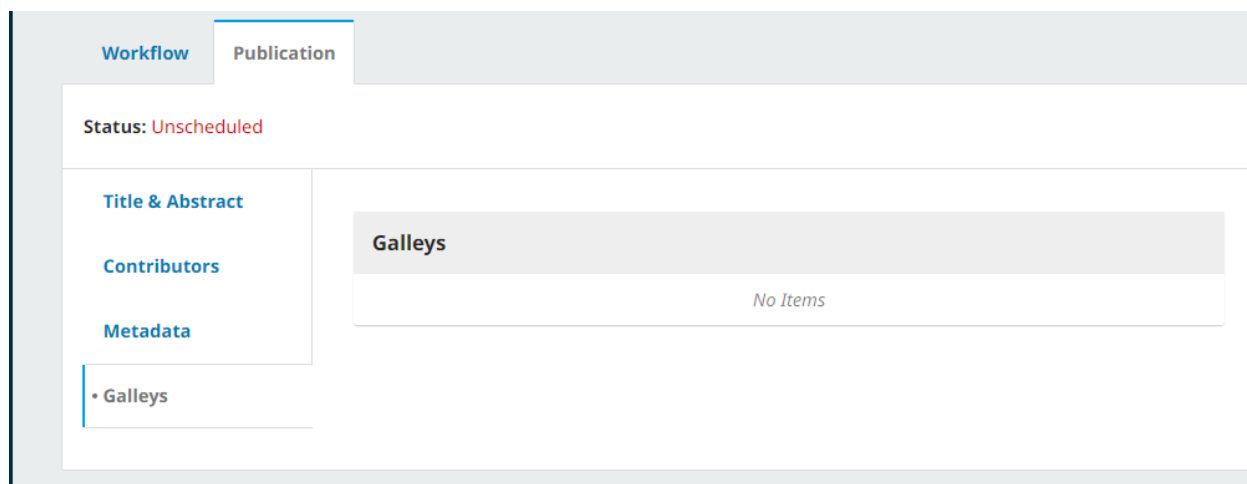 Workflow Publication
Status: Unscheduled
Title & Abstract
Contributors
Metadata
• Galleys
Galleys
No Items